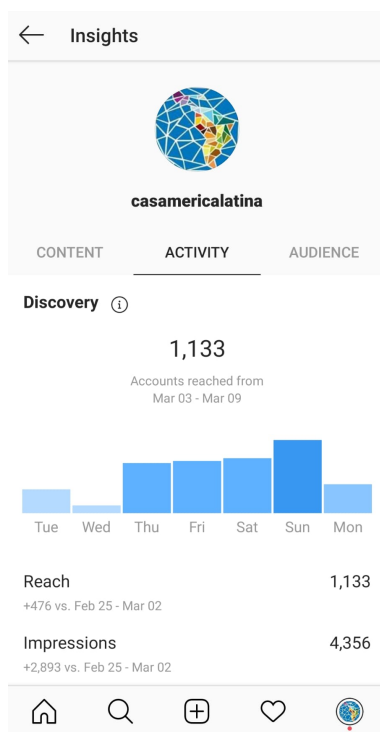 Insights
casamericalatina
CONTENT ACTIVITY AUDIENCE
Discovery
1,133
Accounts reached from
Mar 03 - Mar 09
Tue Wed Thu Fri Sat Sun Mon
Reach 1,133
+476 vs. Feb 25 - Mar 02
Impressions 4,356
+2,893 vs. Feb 25 - Mar 02